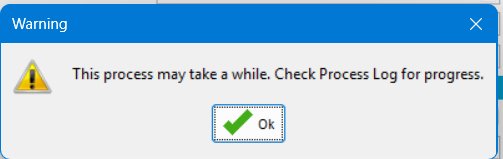 Warning
This process may take a while. Check Process Log for progress.
Ok